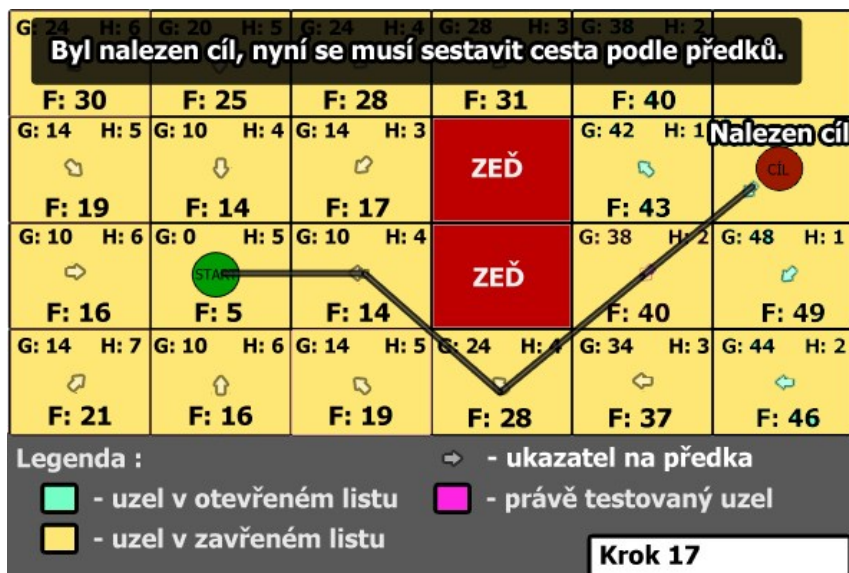 G: 24 H: 6 G: 20 H: 5 G: 24 H: 4 G: 28 H: 3 G: 38 H: 2
Byl nalezen cíl, nyní se musí sestavit cesta podle předků.
F: 30 F: 25 F: 28 F: 31 F: 40
G: 14 H: 5 G: 10 H: 4 G: 14 H: 3 G: 42 H: 1 Nalezen cíl
ZEĎ CÍL
F: 19 F: 14 F: 17 F: 43
G: 10 H: 6 G: 0 H: 5 G: 10 H: 4 G: 38 H: 2 G: 48 H: 1
START ZEĎ
F: 16 F: 5 F: 14 F: 40 F: 49
G: 14 H: 7 G: 10 H: 6 G: 14 H: 5 G: 24 H: 4 G: 34 H: 3 G: 44 H: 2
F: 21 F: 16 F: 19 F: 28 F: 37 F: 46
Legenda :
- ukazatel na předka
- uzel v otevřeném listu
- právě testovaný uzel
- uzel v zavřeném listu
Krok 17